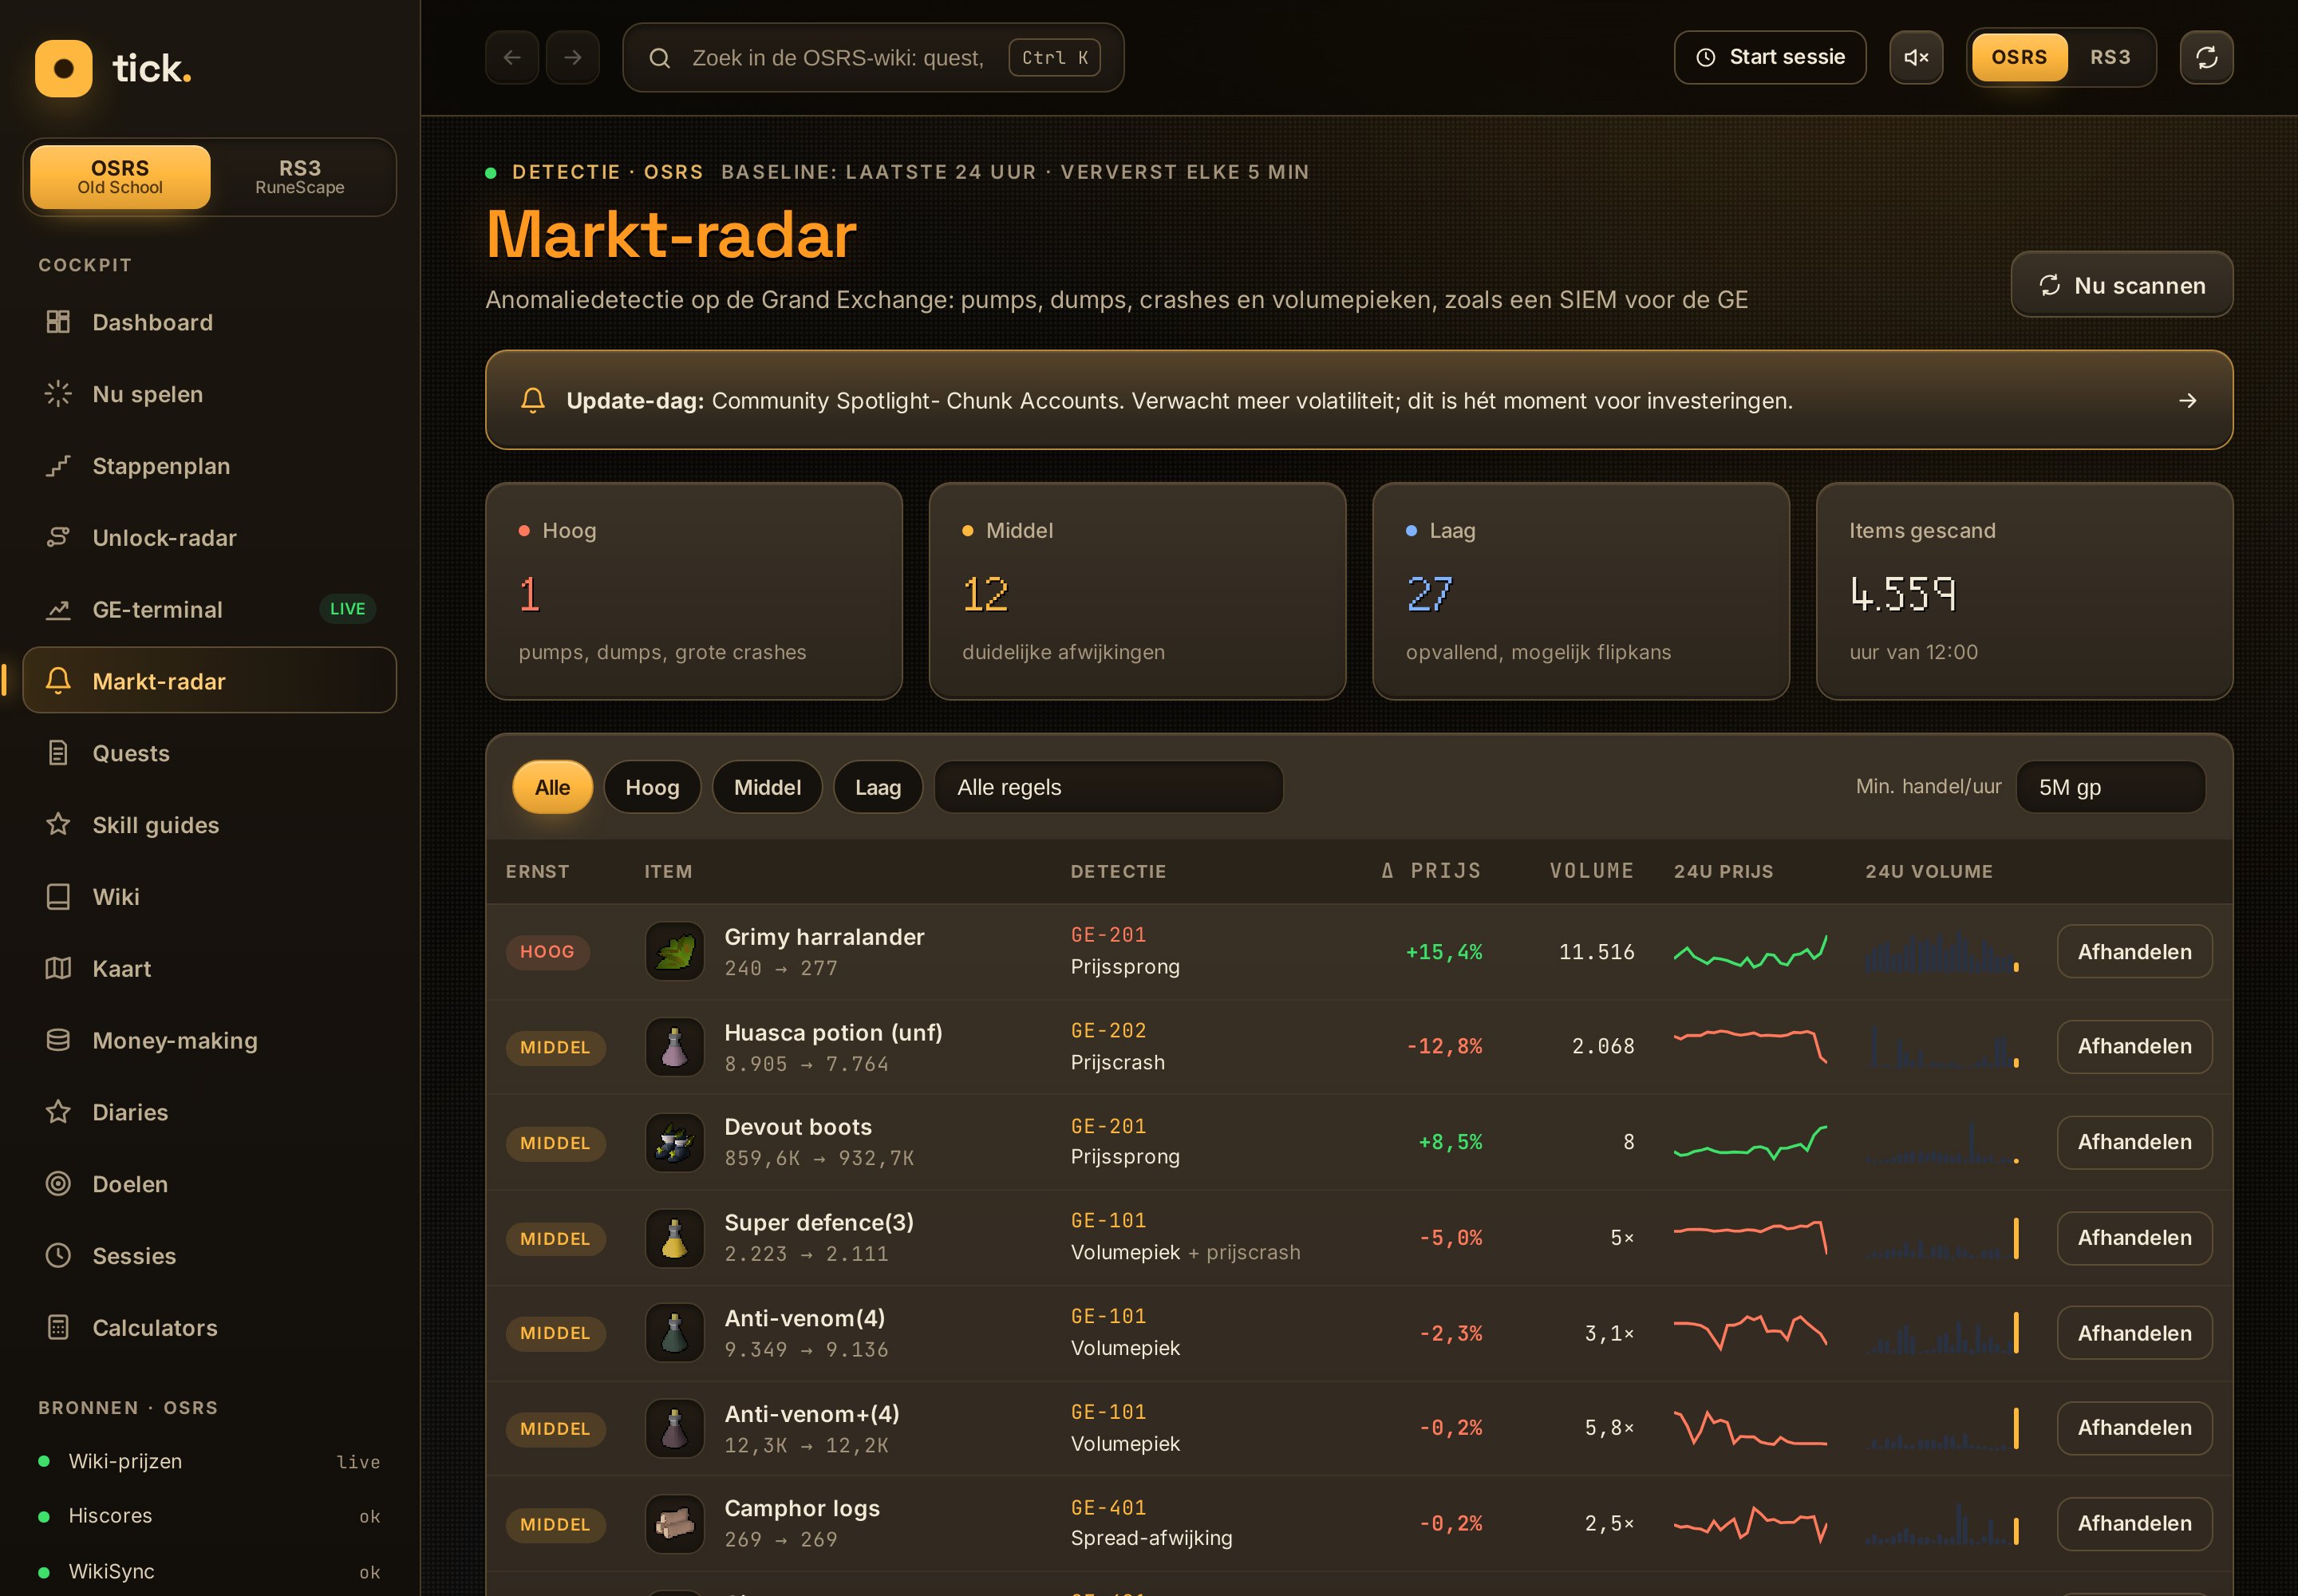 tick.
OSRS
Old School
RS3
RuneScape
COCKPIT
Dashboard
Nu spelen
Stappenplan
Unlock-radar
GE-terminal LIVE
Markt-radar
Quests
Skill guides
Wiki
Kaart
Money-making
Diaries
Doelen
Sessies
Calculators
BRONNEN · OSRS
Wiki-prijzen live
Hiscores ok
WikiSync ok
Zoek in de OSRS-wiki: quest, Ctrl K
Start sessie
OSRS RS3
DETECTIE · OSRS BASELINE: LAATSTE 24 UUR · VERVERST ELKE 5 MIN
Markt-radar
Anomaliedetectie op de Grand Exchange: pumps, dumps, crashes en volumepieken, zoals een SIEM voor de GE
Nu scannen
Update-dag: Community Spotlight- Chunk Accounts. Verwacht meer volatiliteit; dit is hét moment voor investeringen.
Hoog
1
pumps, dumps, grote crashes
Middel
12
duidelijke afwijkingen
Laag
27
opvallend, mogelijk flipkans
Items gescand
4.559
uur van 12:00
Alle Hoog Middel Laag Alle regels Min. handel/uur 5M gp
ERNST ITEM DETECTIE Δ PRIJS VOLUME 24U PRIJS 24U VOLUME
HOOG Grimy harralander GE-201 +15,4% 11.516 Afhandelen
240 → 277 Prijssprong
MIDDEL Huasca potion (unf) GE-202 -12,8% 2.068 Afhandelen
8.905 → 7.764 Prijscrash
MIDDEL Devout boots GE-201 +8,5% 8 Afhandelen
859,6K → 932,7K Prijssprong
MIDDEL Super defence(3) GE-101 -5,0% 5× Afhandelen
2.223 → 2.111 Volumepiek + prijscrash
MIDDEL Anti-venom(4) GE-101 -2,3% 3,1× Afhandelen
9.349 → 9.136 Volumepiek
MIDDEL Anti-venom+(4) GE-101 -0,2% 5,8× Afhandelen
12,3K → 12,2K Volumepiek
MIDDEL Camphor logs GE-401 -0,2% 2,5× Afhandelen
269 → 269 Spread-afwijking